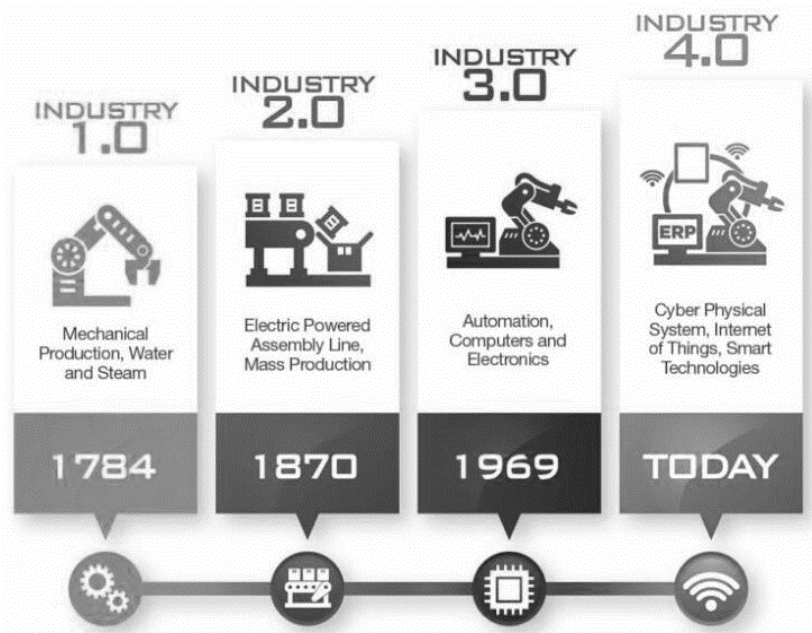 INDUSTRY
1.0
Mechanical
Production, Water
and Steam
1784
INDUSTRY
2.0
Electric Powered
Assembly Line,
Mass Production
1870
INDUSTRY
3.0
Automation,
Computers and
Electronics
1969
INDUSTRY
4.0
ERP
Cyber Physical
System, Internet
of Things, Smart
Technologies
TODAY